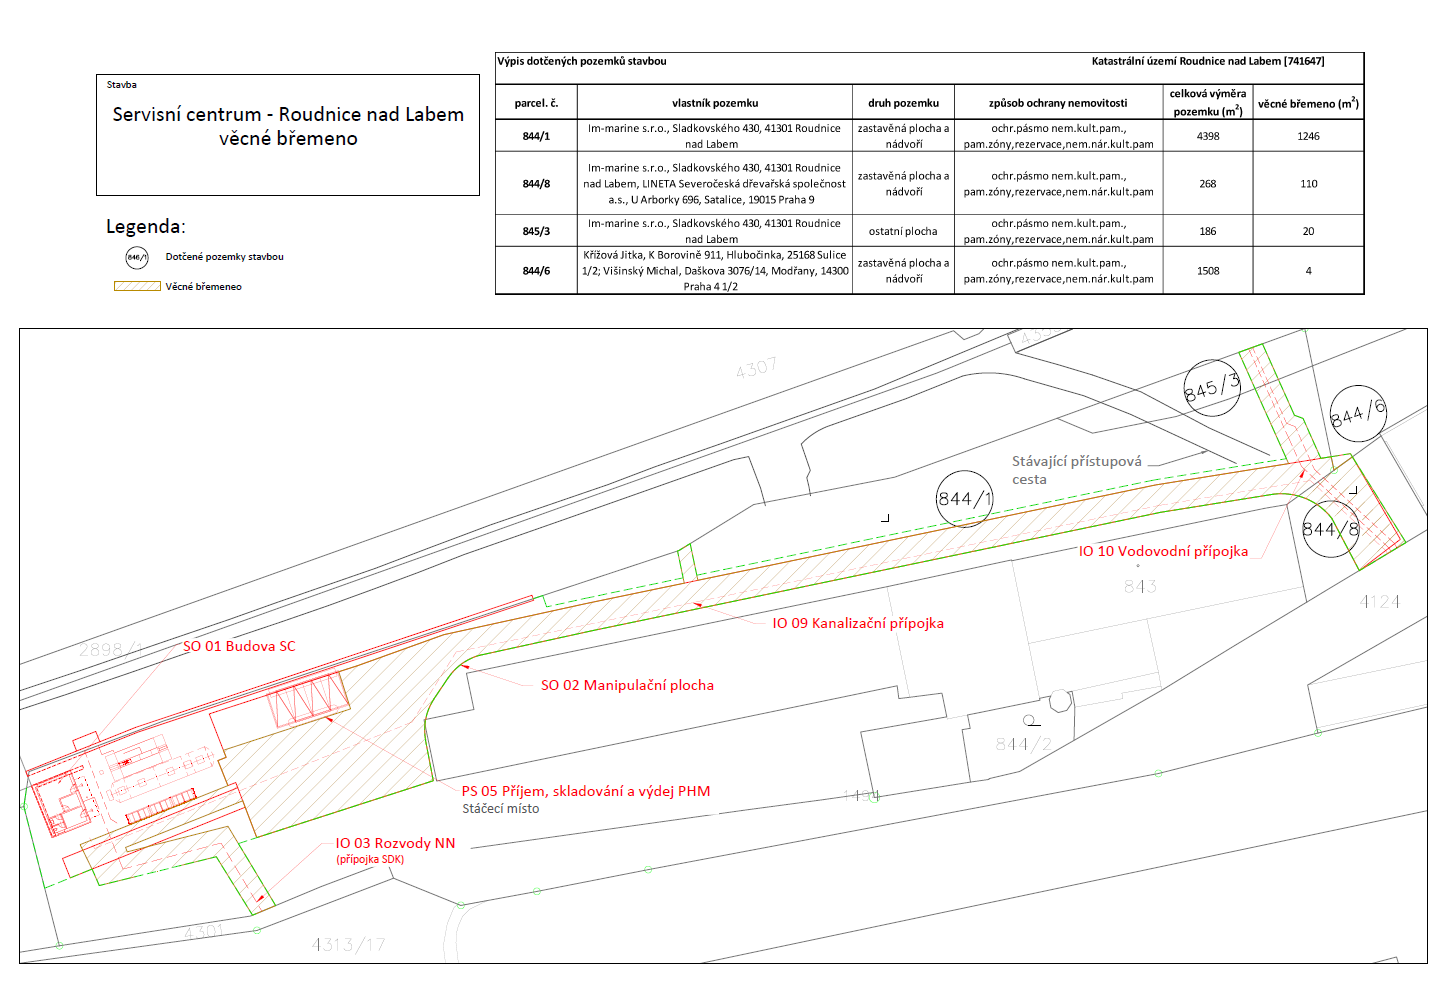 Stavba
Servisní centrum - Roudnice nad Labem
věcné břemeno
Legenda:
846/1 Dotčené pozemky stavbou
Věcné břemeneo
Výpis dotčených pozemků stavbou Katastrální území Roudnice nad Labem [741647]
parcel. č. vlastník pozemku druh pozemku způsob ochrany nemovitosti celková výměra pozemku (m²) věcné břemeno (m²)
844/1 Im-marine s.r.o., Sladkovského 430, 41301 Roudnice nad Labem zastavěná plocha a nádvoří ochr.pásmo nem.kult.pam., pam.zóny,rezervace,nem.nár.kult.pam 4398 1246
844/8 Im-marine s.r.o., Sladkovského 430, 41301 Roudnice nad Labem, LINETA Severočeská dřevařská společnost a.s., U Arborky 696, Satalice, 19015 Praha 9 zastavěná plocha a nádvoří ochr.pásmo nem.kult.pam., pam.zóny,rezervace,nem.nár.kult.pam 268 110
845/3 Im-marine s.r.o., Sladkovského 430, 41301 Roudnice nad Labem ostatní plocha ochr.pásmo nem.kult.pam., pam.zóny,rezervace,nem.nár.kult.pam 186 20
844/6 Křížová Jitka, K Borovině 911, Hlubočinka, 25168 Sulice 1/2; Višinský Michal, Daškova 3076/14, Modřany, 14300 Praha 4 1/2 zastavěná plocha a nádvoří ochr.pásmo nem.kult.pam., pam.zóny,rezervace,nem.nár.kult.pam 1508 4
4307
845/3
844/6
Stávající přístupová
cesta
844/1
844/8
IO 10 Vodovodní přípojka
843
4124
IO 09 Kanalizační přípojka
2898/1
SO 01 Budova SC
SO 02 Manipulační plocha
844/2
PS 05 Příjem, skladování a výdej PHM
Stáčecí místo
1494
IO 03 Rozvody NN
(přípojka SDK)
4301
4313/17